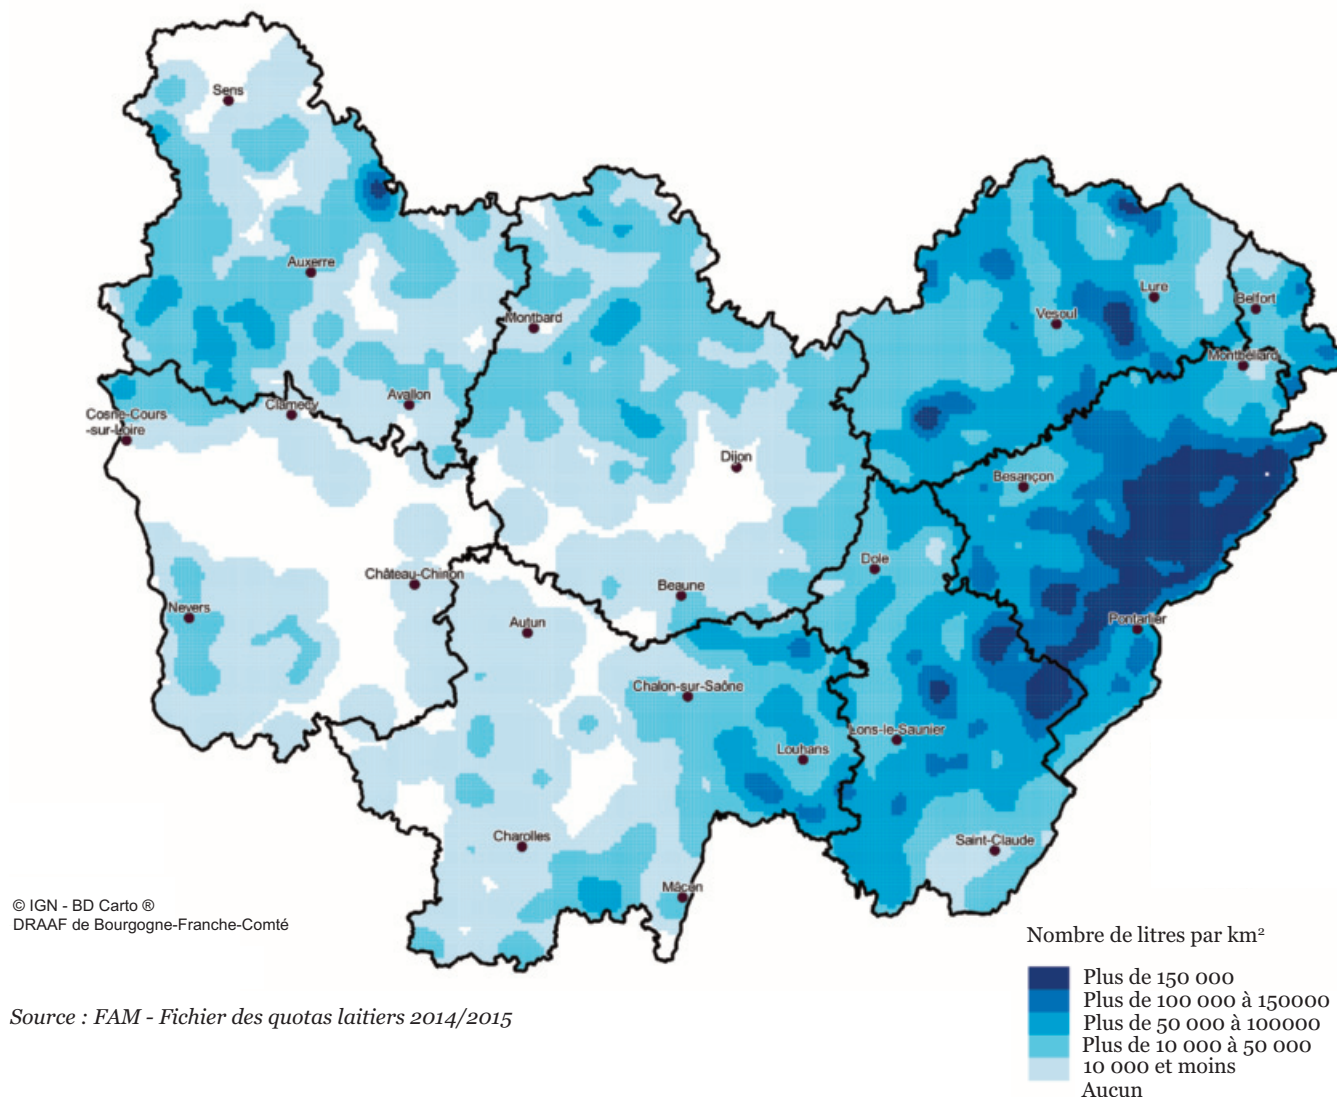 Sens
Auxerre
Montbard
Avallon
Clamecy
Cosne-Cours
-sur-Loire
Dijon
Vesoul
Lure
Belfort
Montbéliard
Besançon
Dole
Château-Chinon
Beaune
Nevers
Autun
Pontarlier
Chalon-sur-Saône
Lons-le-Saunier
Louhans
Charolles
Saint-Claude
Mâcon
© IGN - BD Carto ®
DRAAF de Bourgogne-Franche-Comté
Source : FAM - Fichier des quotas laitiers 2014/2015
Nombre de litres par km²
Plus de 150 000
Plus de 100 000 à 150000
Plus de 50 000 à 100000
Plus de 10 000 à 50 000
10 000 et moins
Aucun